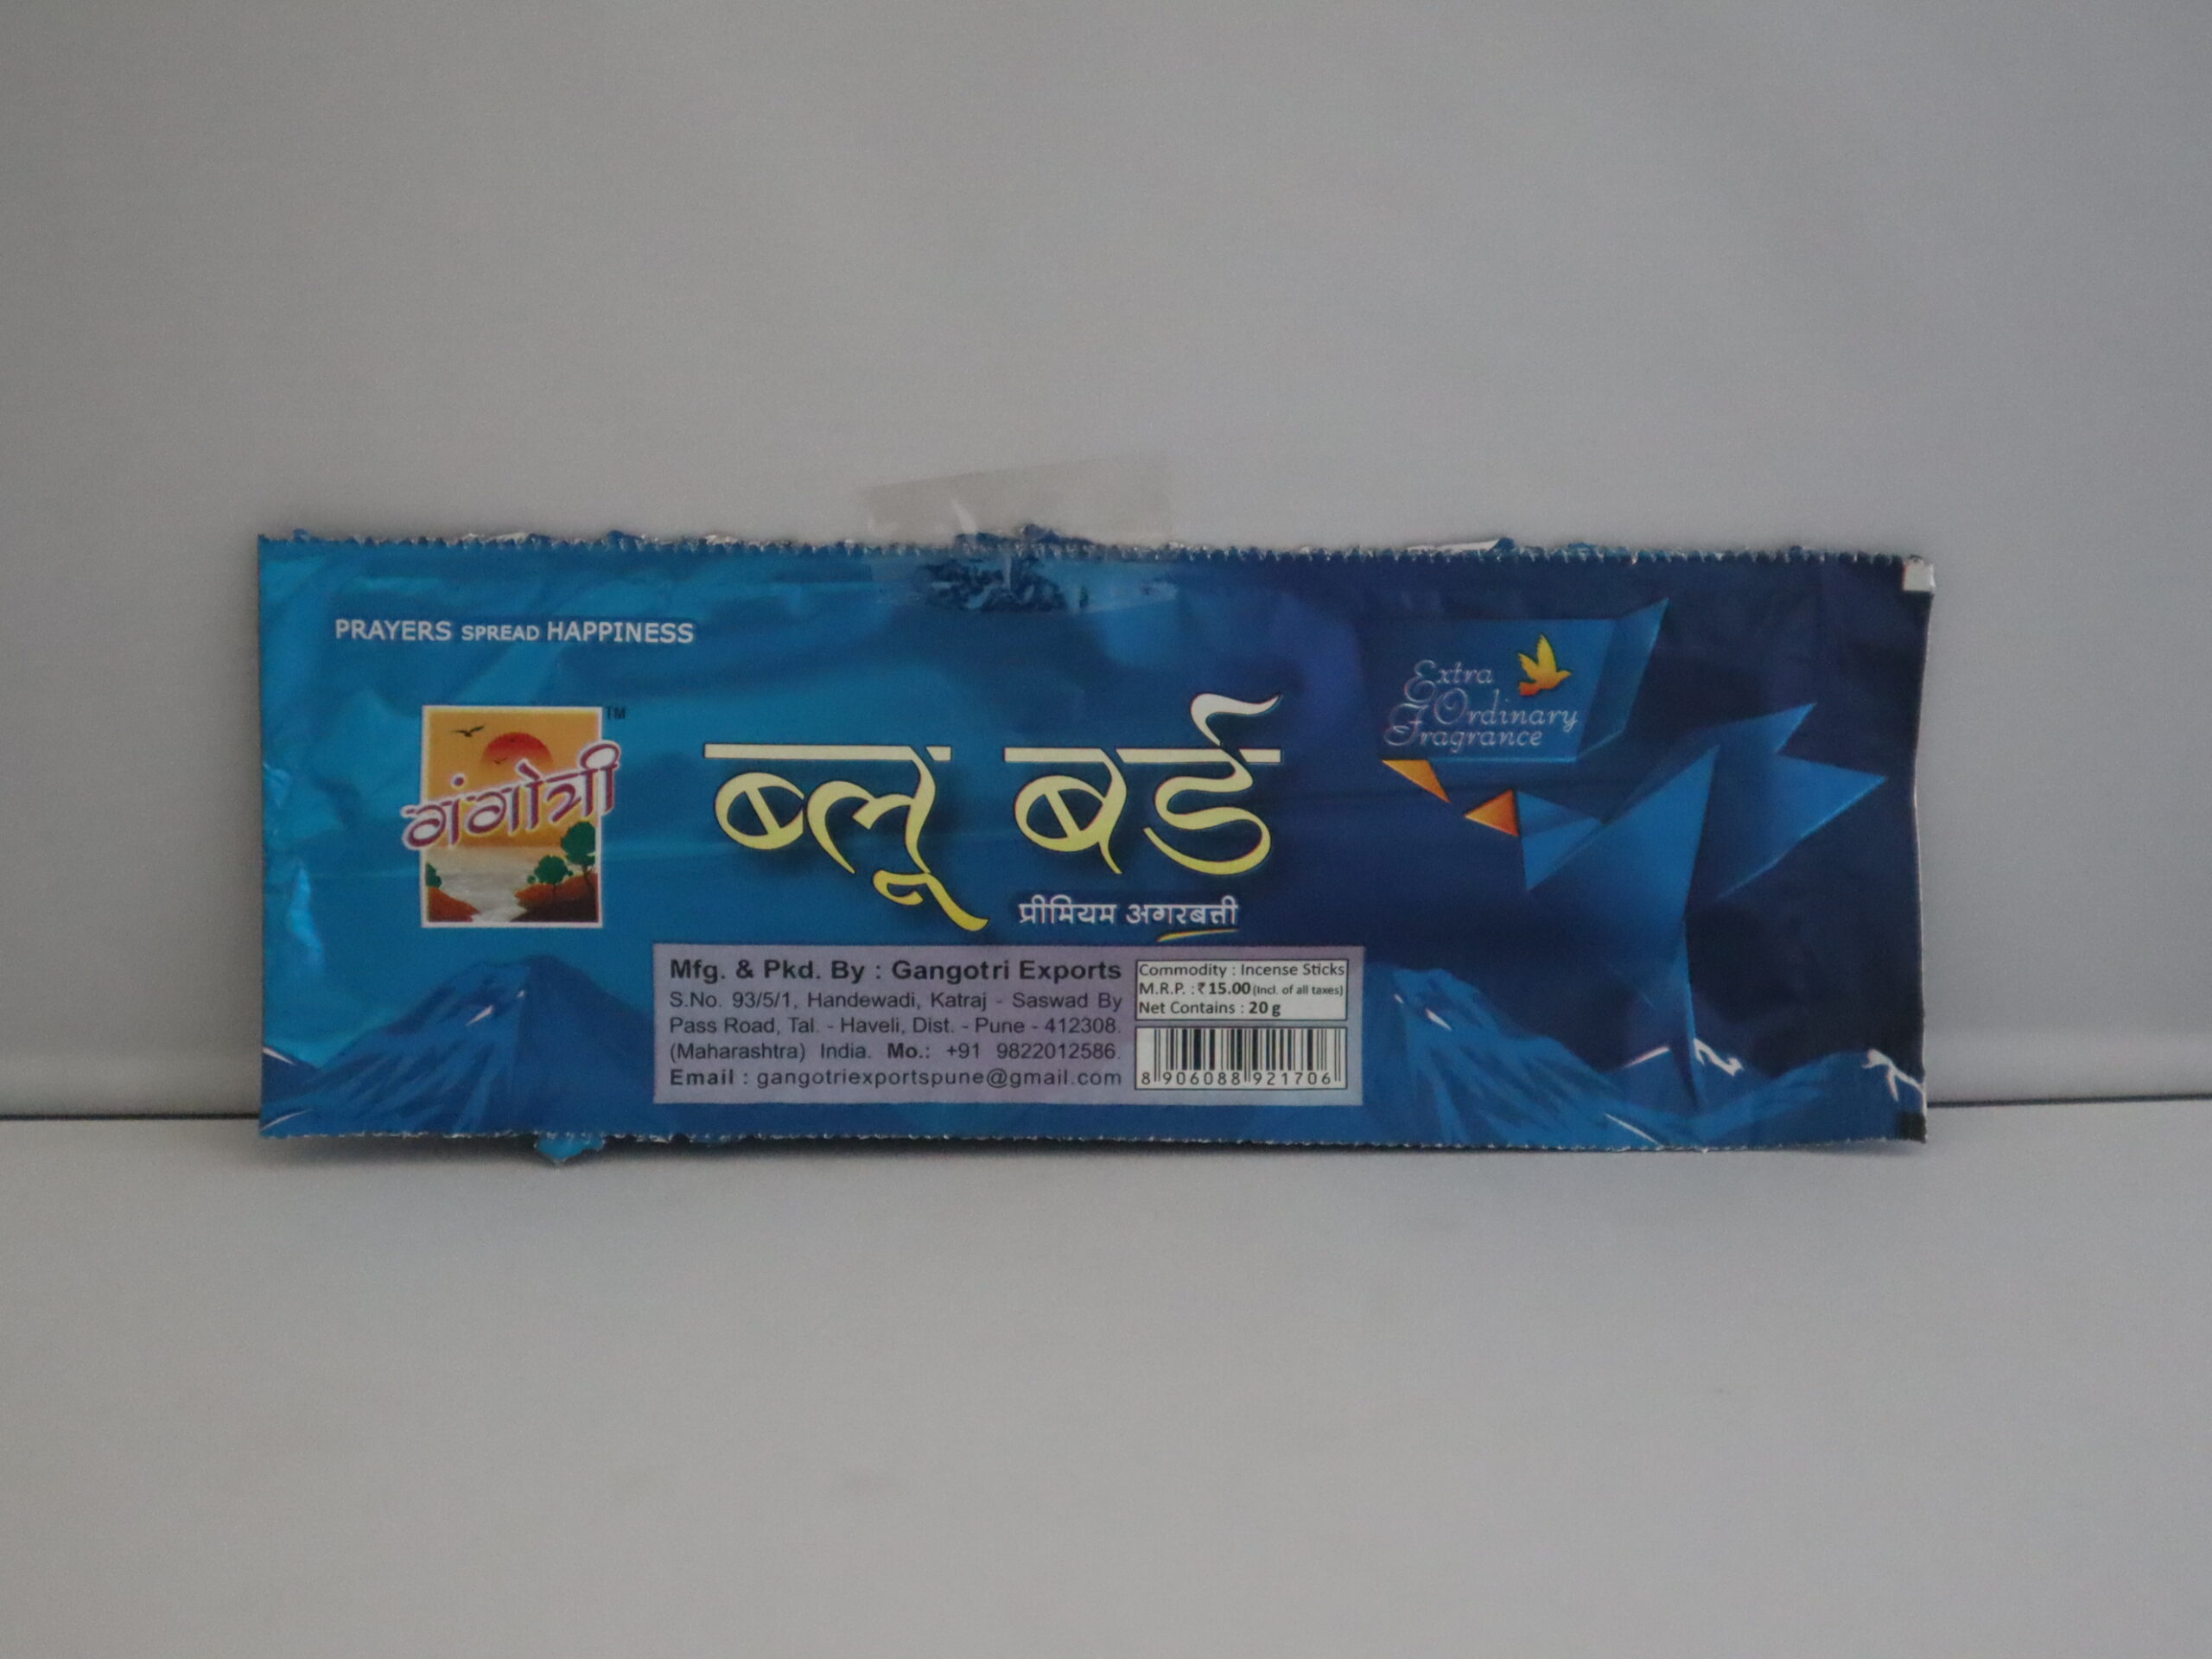 PRAYERS SPREAD HAPPINESS
गंगोत्री
TM
ब्लू बर्ड
प्रीमियम अगरबत्ती
Extra
Ordinary
Fragrance
Mfg. & Pkd. By : Gangotri Exports
S.No. 93/5/1, Handewadi, Katraj - Saswad By
Pass Road, Tal. - Haveli, Dist. - Pune - 412308.
(Maharashtra) India. Mo.: +91 9822012586.
Email : gangotriexportspune@gmail.com
Commodity : Incense Sticks
M.R.P. : ₹ 15.00 (Incl. of all taxes)
Net Contains : 20 g
8 906088 921706